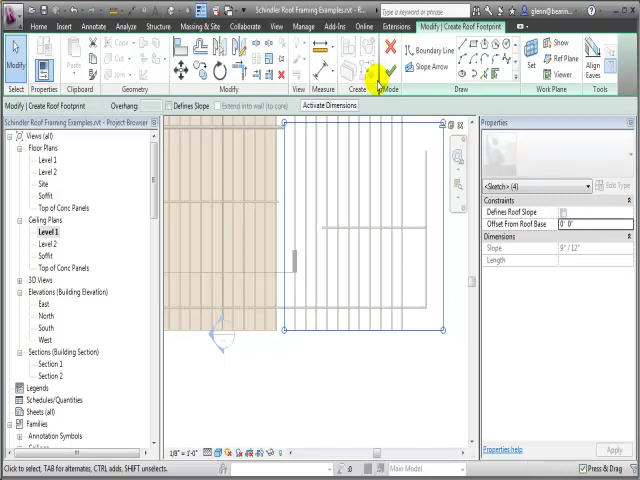 Schindler Roof Framing Examples.rvt - R...
Type a keyword or phrase
glenn@bearin...
Home Insert Annotate Analyze Structure Massing & Site Collaborate View Manage Add-Ins Online Extensions Modify | Create Roof Footprint
Modify Properties Copy Cope Boundary Line Slope Arrow Set Show Ref Plane Viewer Align Eaves
Select Properties Clipboard Geometry Modify View Measure Create Mode Draw Work Plane Tools
Modify | Create Roof Footprint Overhang: Defines Slope Extend into wall (to core) Activate Dimensions
Schindler Roof Framing Examples.rvt - Project Browser
Views (all)
Floor Plans
Level 1
Level 2
Site
Soffit
Top of Conc Panels
Ceiling Plans
Level 1
Level 2
Soffit
Top of Conc Panels
3D Views
Elevations (Building Elevation)
East
North
South
West
Sections (Building Section)
Section 1
Section 2
Legends
Schedules/Quantities
Sheets (all)
Families
Annotation Symbols
Properties
<Sketch> (4) Edit Type
Constraints
Defines Roof Slope
Offset From Roof Base 0' 0"
Dimensions
Slope 9" / 12"
Length
Properties help Apply
1/8" = 1'-0"
Click to select, TAB for alternates, CTRL adds, SHIFT unselects. :0 Main Model Press & Drag